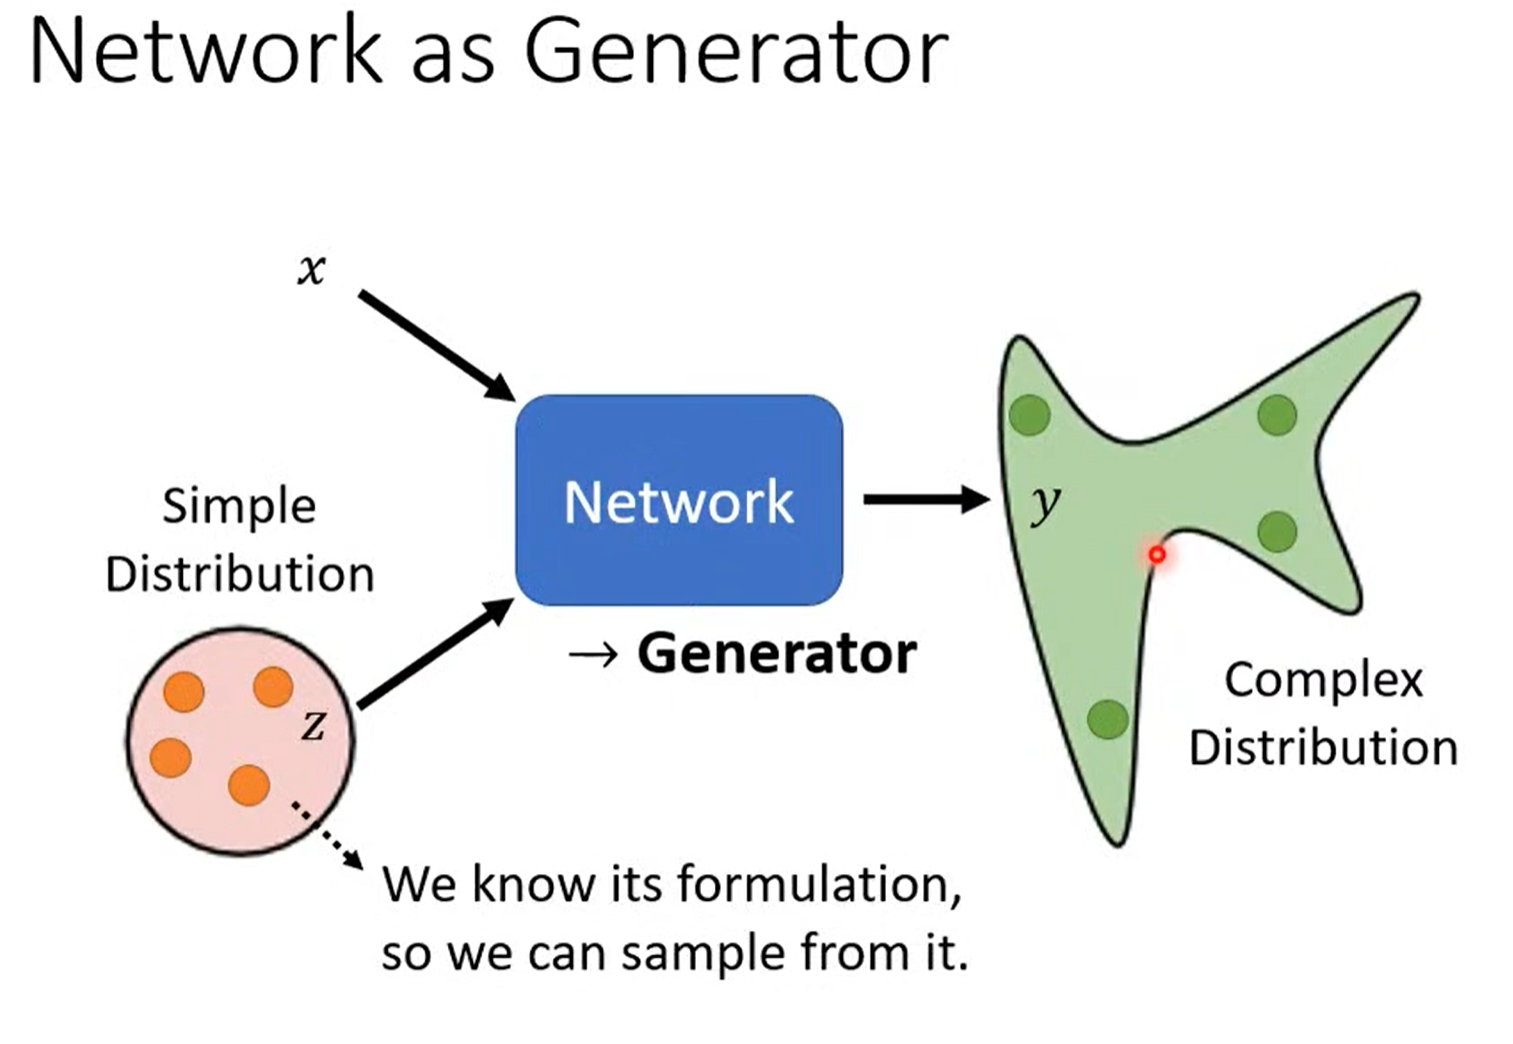 Network as Generator
x
Simple
Distribution
z
Network
→ Generator
y
Complex
Distribution
We know its formulation,
so we can sample from it.